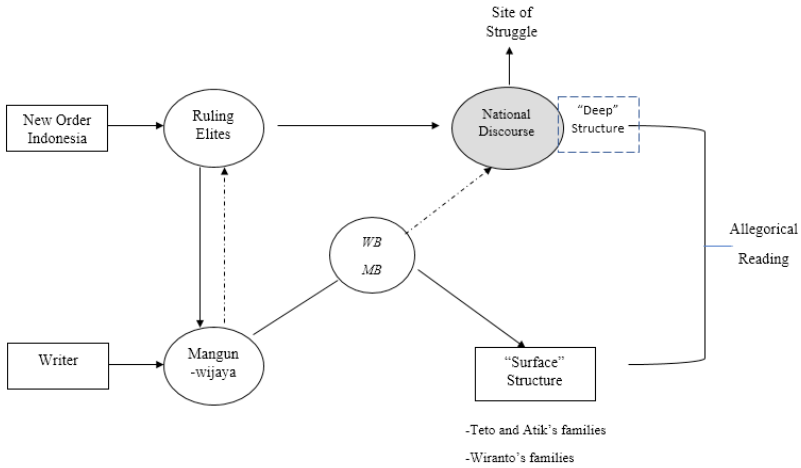 Site of
Struggle
New Order
Indonesia
Ruling
Elites
National
Discourse
“Deep”
Structure
Allegorical
Reading
WB
MB
Writer
Mangun
-wijaya
“Surface”
Structure
-Teto and Atik’s families
-Wiranto’s families